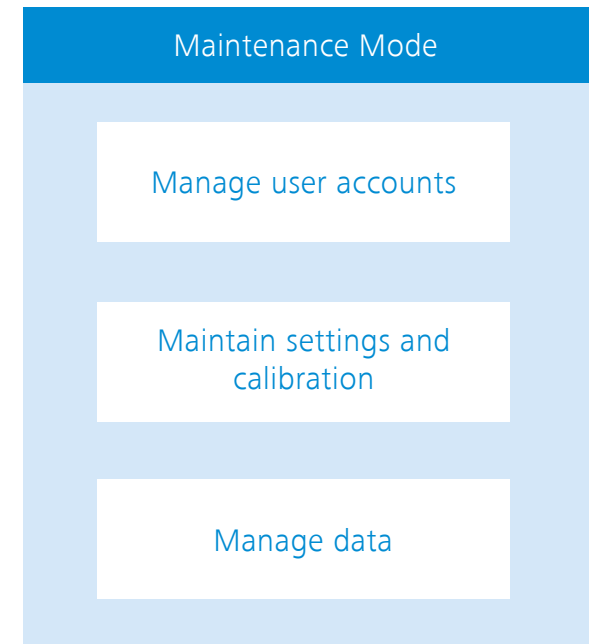 Maintenance Mode
Manage user accounts
Maintain settings and
calibration
Manage data